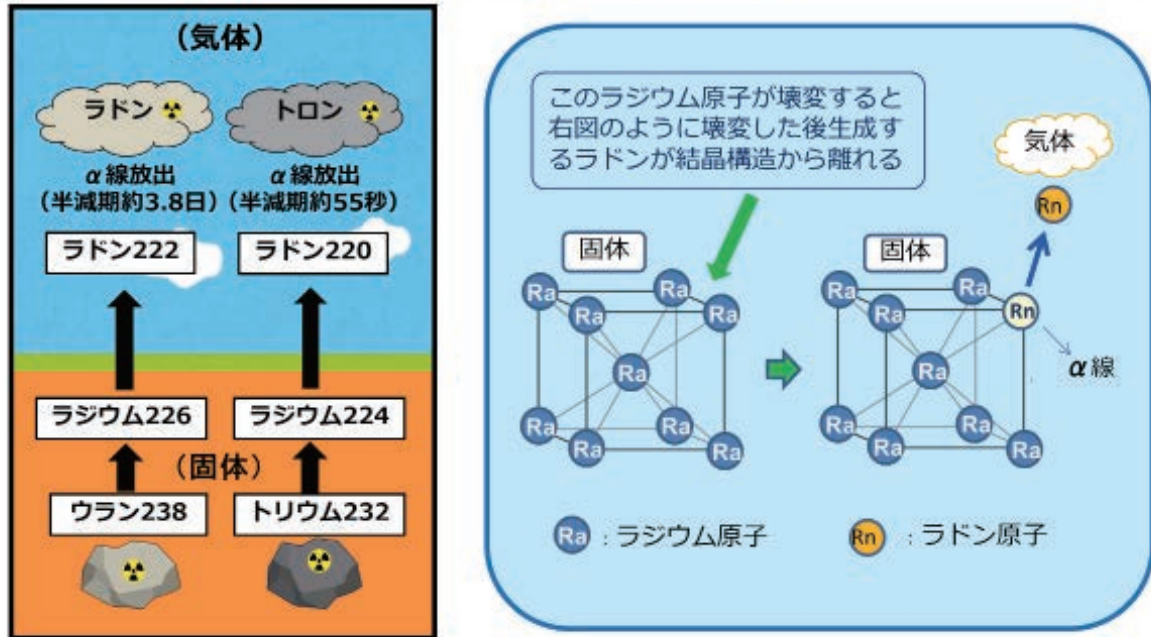 (気体)
ラドン
トロン
α線放出
(半減期約3.8日)
α線放出
(半減期約55秒)
ラドン222
ラドン220
ラジウム226
ラジウム224
(固体)
ウラン238
トリウム232
このラジウム原子が壊変すると
右図のように壊変した後生成す
るラドンが結晶構造から離れる
気体
Rn
固体
Ra
Ra
Ra
Ra
Ra
Ra
Ra
Ra
Ra
固体
Ra
Ra
Ra
Rn
Ra
α線
Ra
Ra
Ra
Ra
Ra :ラジウム原子
Rn :ラドン原子